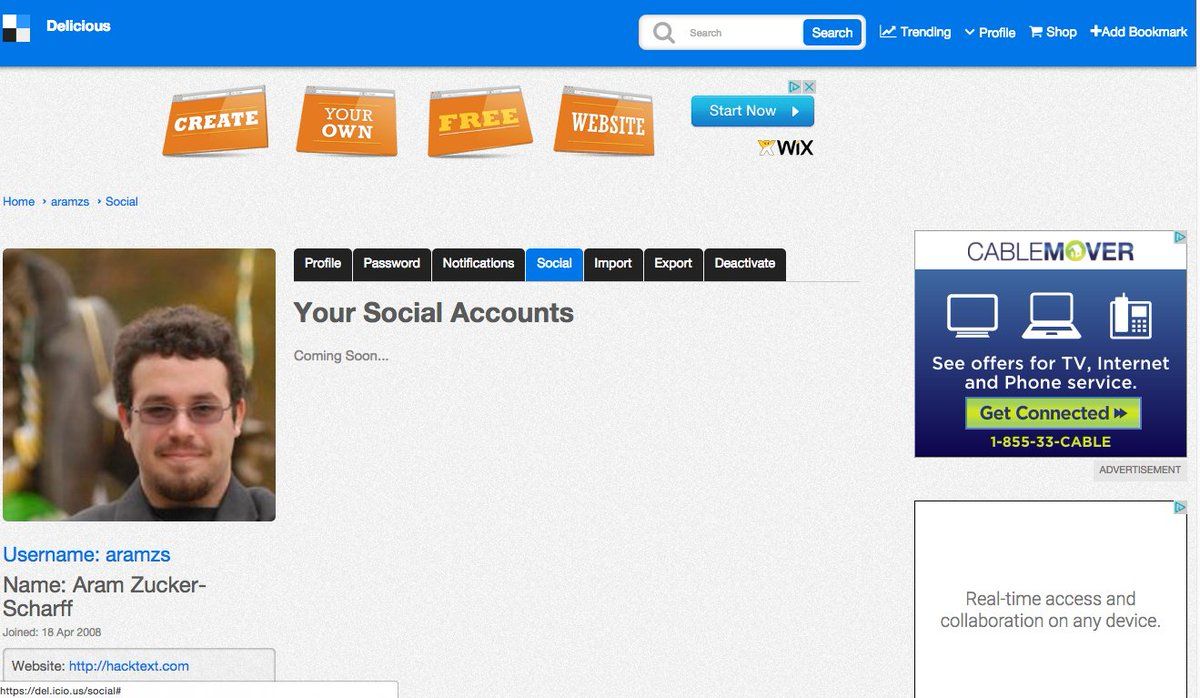 Delicious
Search
Search
Trending
Profile
Shop
+Add Bookmark
CREATE
YOUR
OWN
FREE
WEBSITE
Start Now
WiX
Home › aramzs › Social
Profile
Password
Notifications
Social
Import
Export
Deactivate
Your Social Accounts
Coming Soon...
Username: aramzs
Name: Aram Zucker-
Scharff
Joined: 18 Apr 2008
Website: http://hacktext.com
https://del.icio.us/social#
CABLEMOVER
See offers for TV, Internet
and Phone service.
Get Connected
1-855-33-CABLE
ADVERTISEMENT
Real-time access and
collaboration on any device.